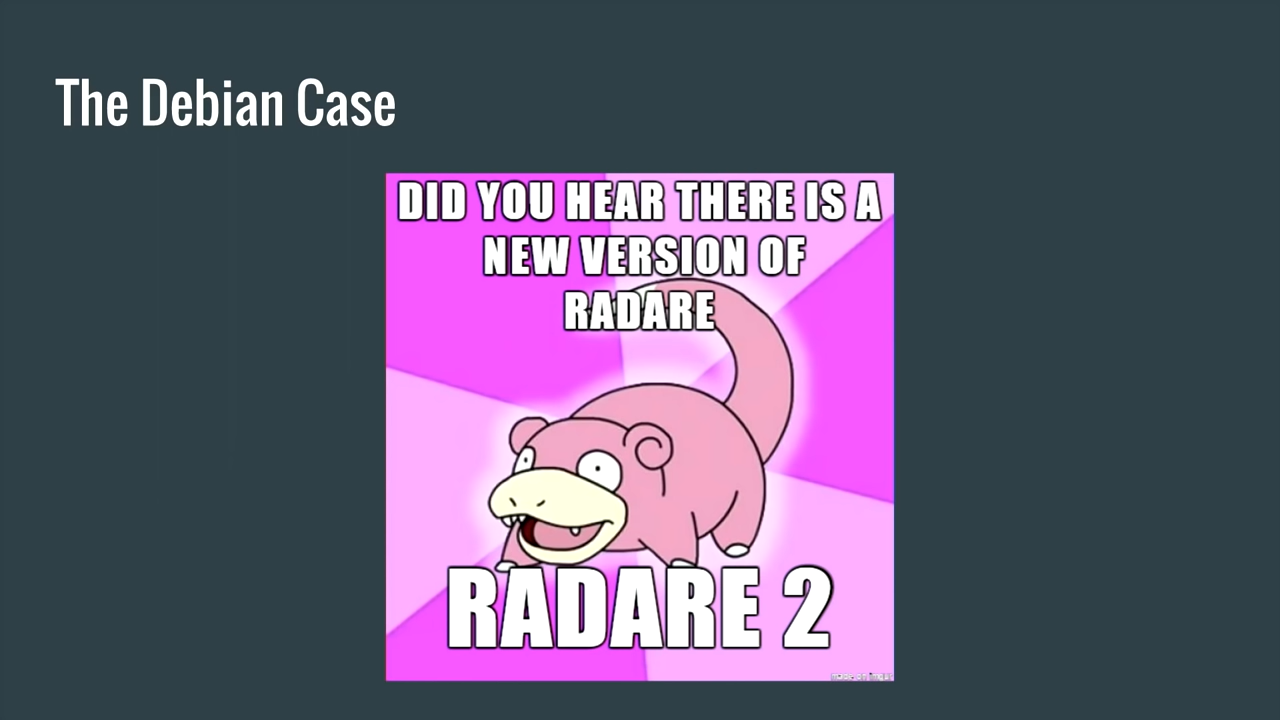 The Debian Case
DID YOU HEAR THERE IS A
NEW VERSION OF
RADARE
RADARE 2